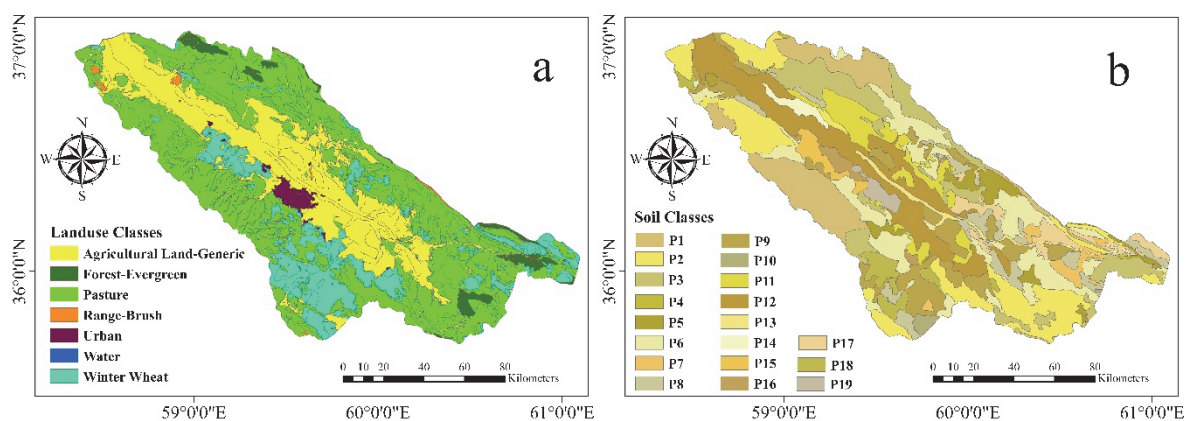 a
37°0'0"N
36°0'0"N
N
W E
S
Landuse Classes
Agricultural Land-Generic
Forest-Evergreen
Pasture
Range-Brush
Urban
Water
Winter Wheat
0 10 20 40 60 80
Kilometers
59°0'0"E 60°0'0"E 61°0'0"E
b
37°0'0"N
36°0'0"N
N
W E
S
Soil Classes
P1
P2
P3
P4
P5
P6
P7
P8
P9
P10
P11
P12
P13
P14
P15
P16
P17
P18
P19
0 10 20 40 60 80
Kilometers
59°0'0"E 60°0'0"E 61°0'0"E